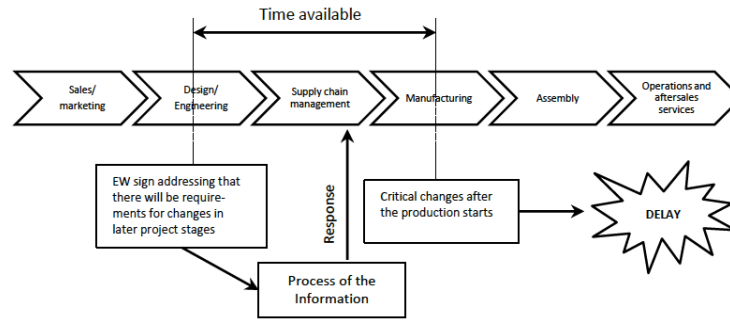 Time available
Sales/
marketing
Design/
Engineering
Supply chain
management
Manufacturing
Assembly
Operations and
aftersales
services
EW sign addressing that
there will be require-
ments for changes in
later project stages
Response
Critical changes after
the production starts
DELAY
Process of the
Information